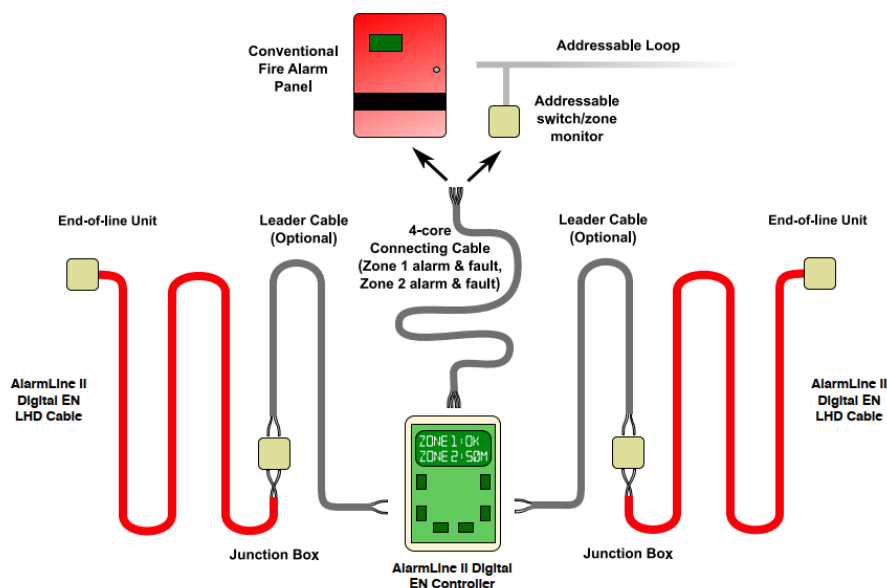 Conventional
Fire Alarm
Panel
Addressable Loop
Addressable
switch/zone
monitor
End-of-line Unit
Leader Cable
(Optional)
4-core
Connecting Cable
(Zone 1 alarm & fault,
Zone 2 alarm & fault)
Leader Cable
(Optional)
End-of-line Unit
AlarmLine II
Digital EN
LHD Cable
AlarmLine II
Digital EN
LHD Cable
ZONE 1:OK
ZONE 2:50M
Junction Box
Junction Box
AlarmLine II Digital
EN Controller